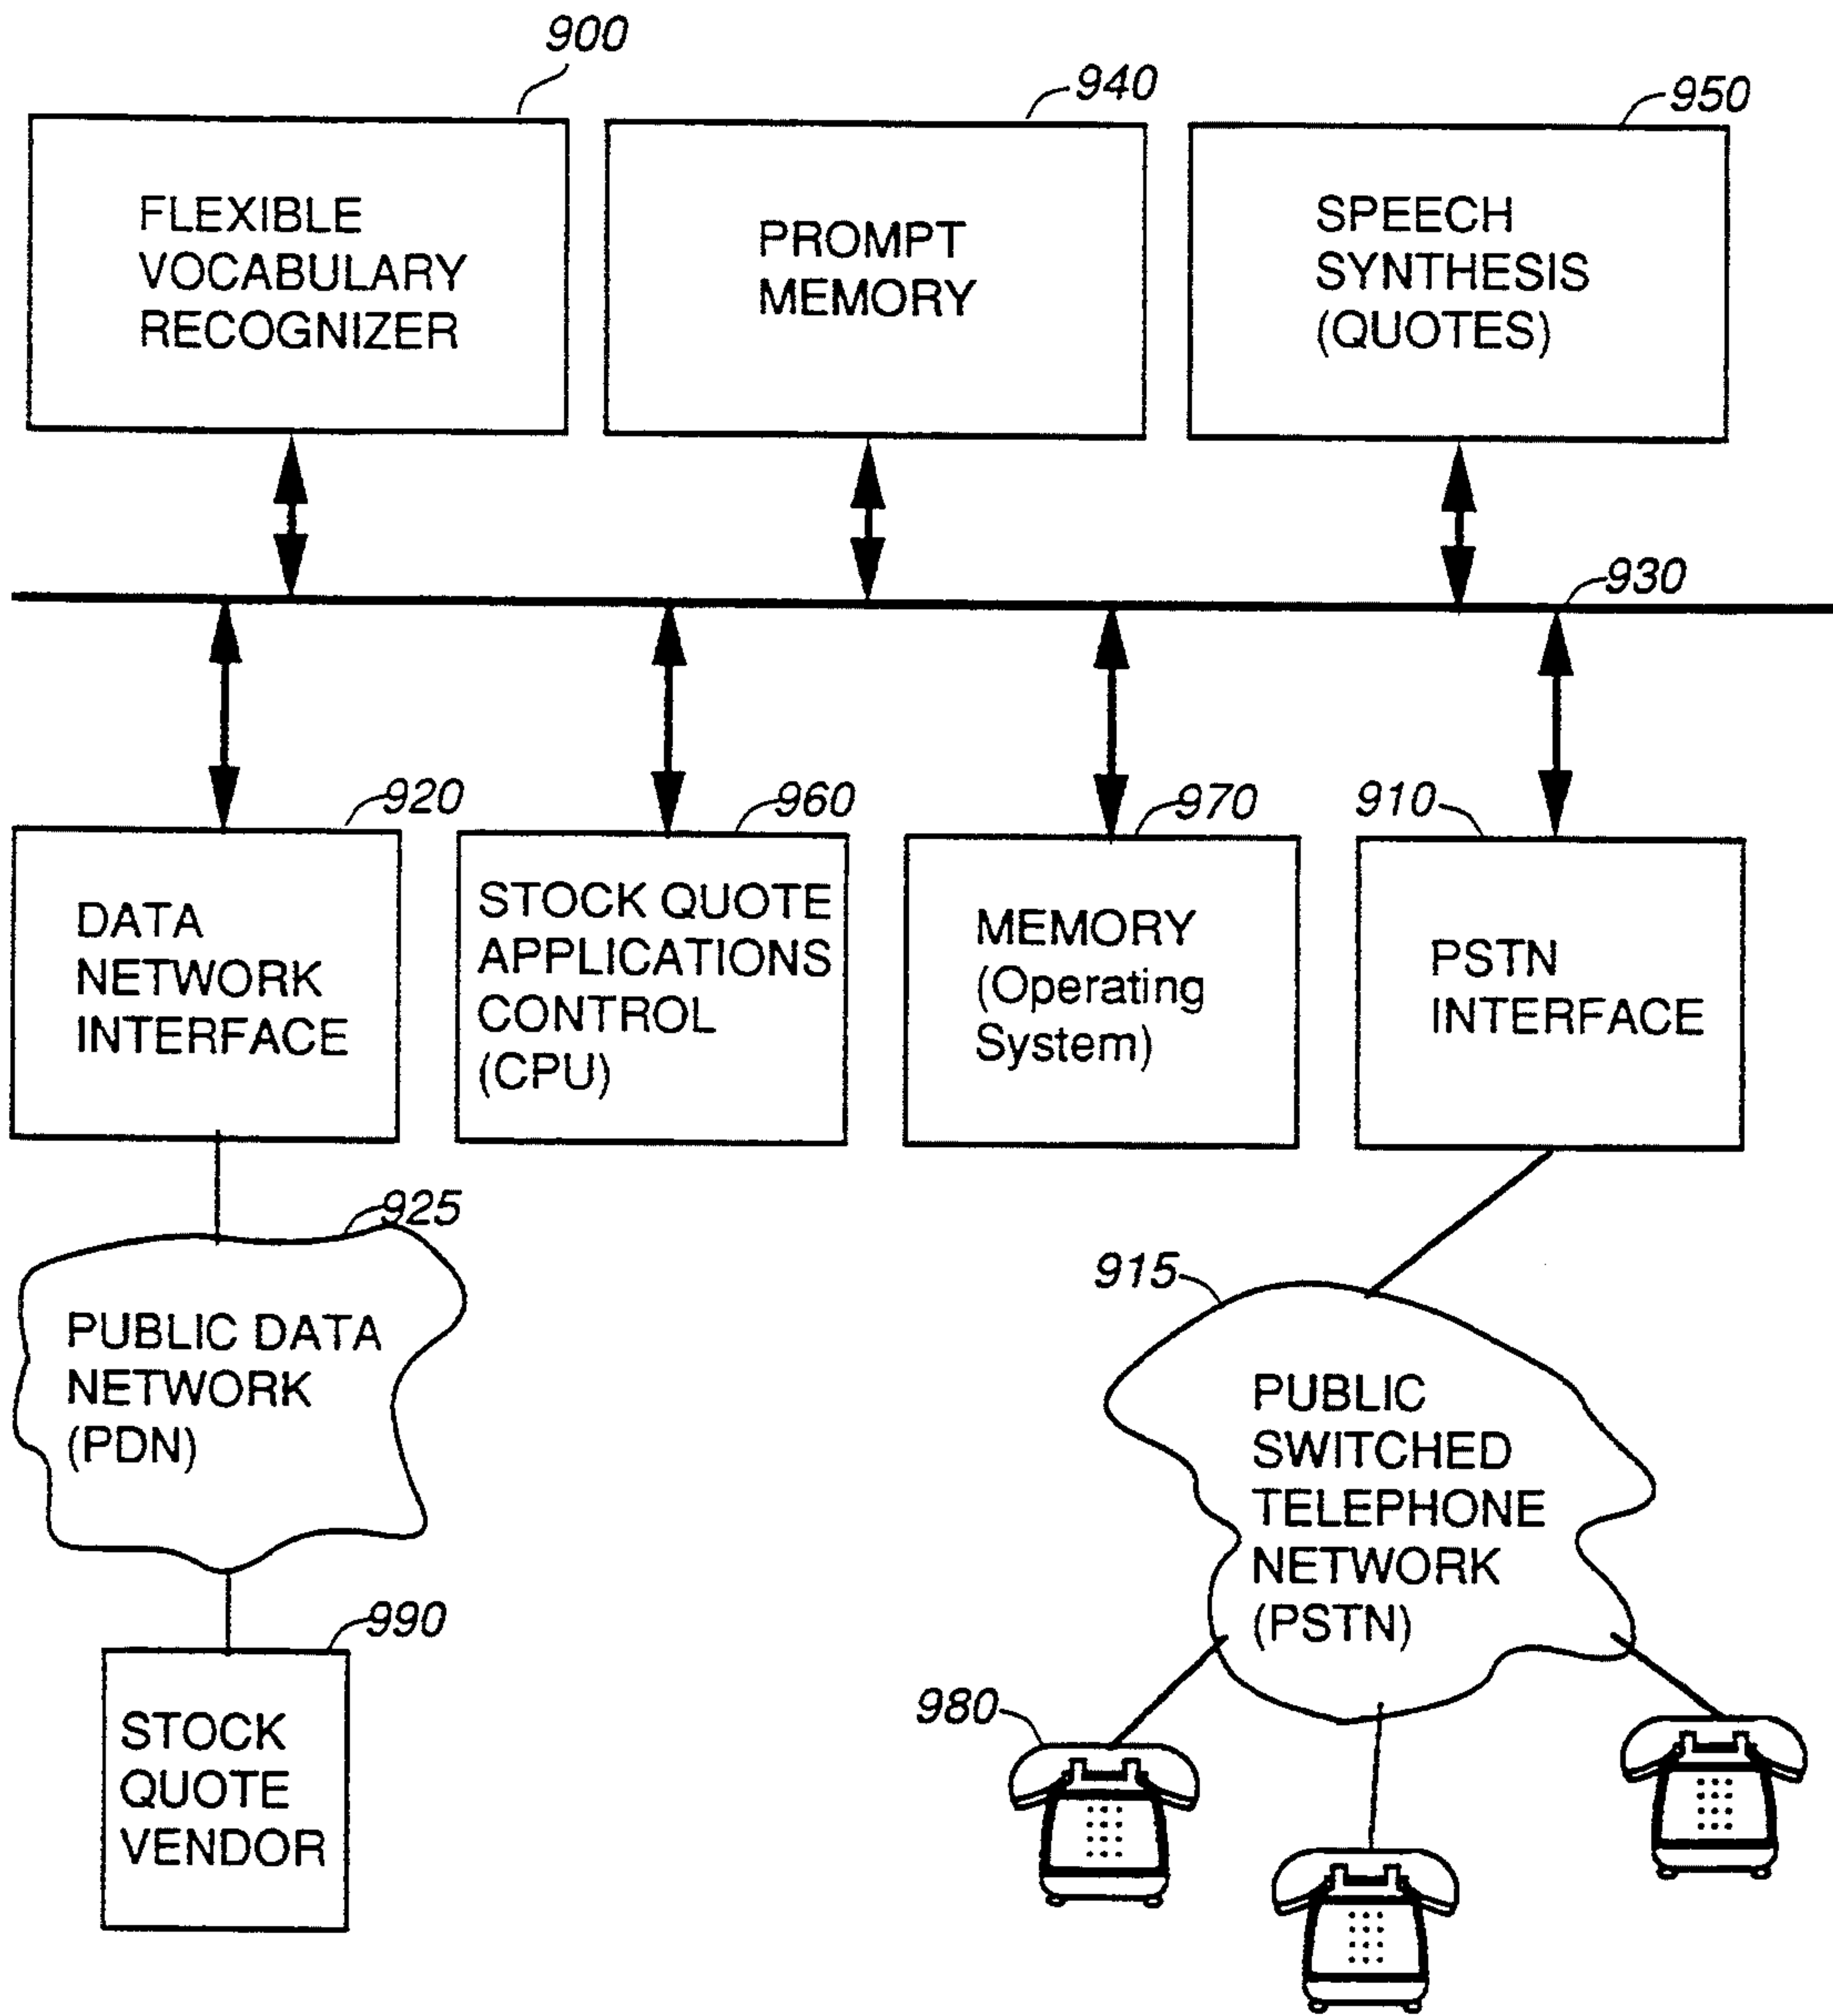 900
940
950
FLEXIBLE
VOCABULARY
RECOGNIZER
PROMPT
MEMORY
SPEECH
SYNTHESIS
(QUOTES)
930
920
960
970
910
DATA
NETWORK
INTERFACE
STOCK QUOTE
APPLICATIONS
CONTROL
(CPU)
MEMORY
(Operating
System)
PSTN
INTERFACE
925
PUBLIC DATA
NETWORK
(PDN)
915
PUBLIC
SWITCHED
TELEPHONE
NETWORK
(PSTN)
990
STOCK
QUOTE
VENDOR
980